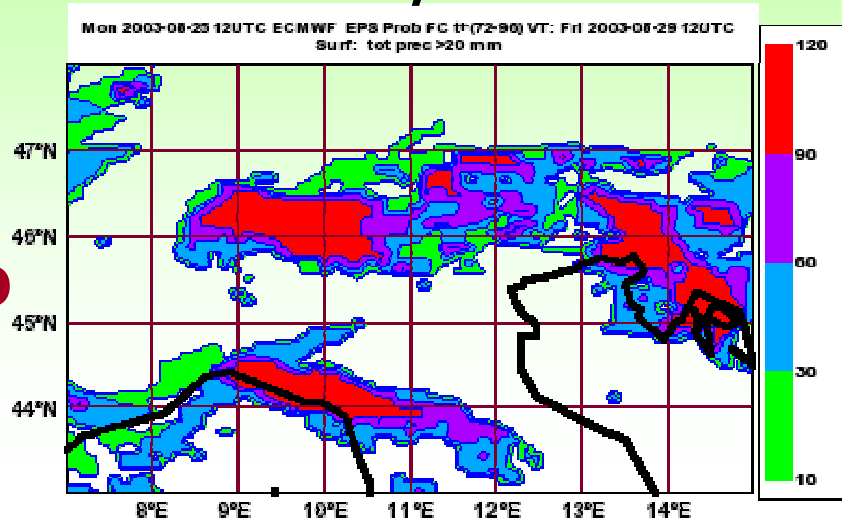 Mon 2003-08-25 12UTC ECMWF EPS Prob FC t+(72-96) VT: Fri 2003-08-29 12UTC
Surf: tot prec >20 mm
120
47°N
90
46°N
60
45°N
30
44°N
10
8°E 9°E 10°E 11°E 12°E 13°E 14°E